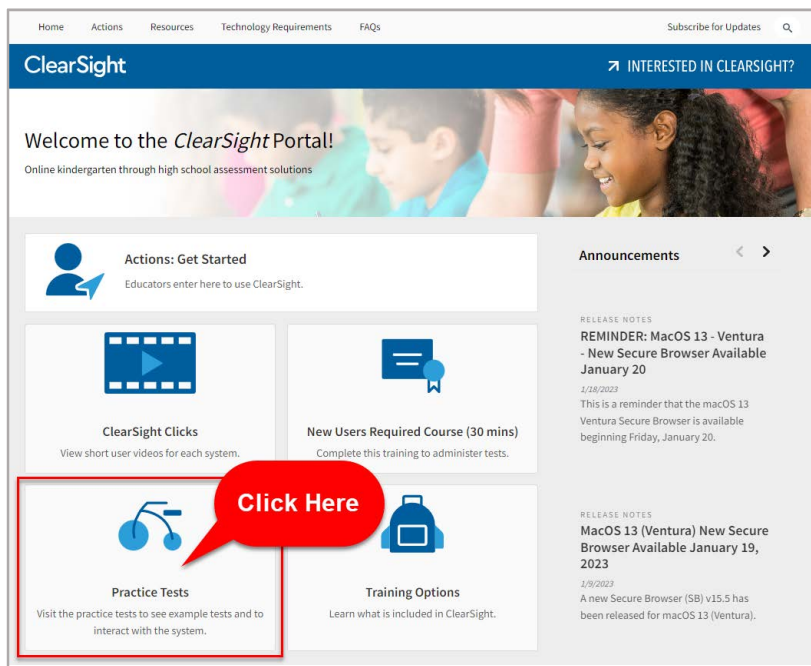 Home Actions Resources Technology Requirements FAQs Subscribe for Updates
ClearSight
INTERESTED IN CLEARSIGHT?
Welcome to the ClearSight Portal!
Online kindergarten through high school assessment solutions
Actions: Get Started
Educators enter here to use ClearSight.
ClearSight Clicks
View short user videos for each system.
New Users Required Course (30 mins)
Complete this training to administer tests.
Click Here
Practice Tests
Visit the practice tests to see example tests and to
interact with the system.
Training Options
Learn what is included in ClearSight.
Announcements
RELEASE NOTES
REMINDER: MacOS 13 - Ventura
- New Secure Browser Available
January 20
1/18/2023
This is a reminder that the macOS 13
Ventura Secure Browser is available
beginning Friday, January 20.
RELEASE NOTES
MacOS 13 (Ventura) New Secure
Browser Available January 19,
2023
1/9/2023
A new Secure Browser (SB) v15.5 has
been released for macOS 13 (Ventura).